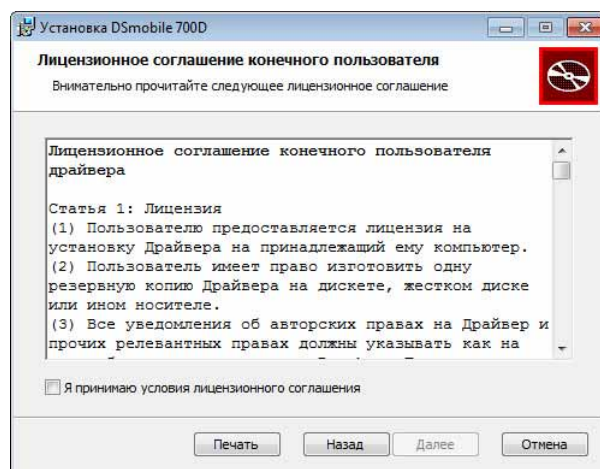 Установка DSmobile 700D
Лицензионное соглашение конечного пользователя
Внимательно прочитайте следующее лицензионное соглашение
Лицензионное соглашение конечного пользователя
драйвера
Статья 1: Лицензия
(1) Пользователю предоставляется лицензия на
установку Драйвера на принадлежащий ему компьютер.
(2) Пользователь имеет право изготовить одну
резервную копию Драйвера на дискете, жестком диске
или ином носителе.
(3) Все уведомления об авторских правах на Драйвер и
прочих релевантных правах должны указывать как на
Я принимаю условия лицензионного соглашения
Печать
Назад
Далее
Отмена